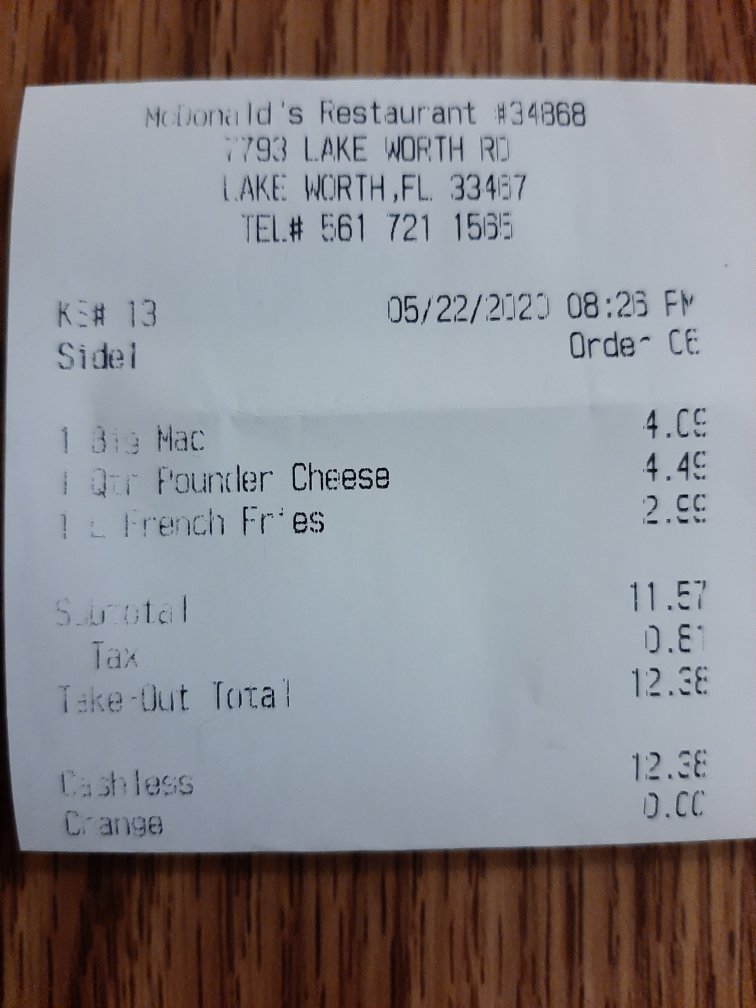 McDonald's Restaurant #34868
7793 LAKE WORTH RD
LAKE WORTH,FL 33467
TEL# 561 721 1565
KS# 13 05/22/2020 08:26 PM
Side1 Order
1 Big Mac 4.09
1 Qtr Pounder Cheese 4.49
1 L French Fries 2.99
Subtotal 11.57
Tax 0.81
Take-Out Total 12.38
Cashless 12.38
Change 0.00